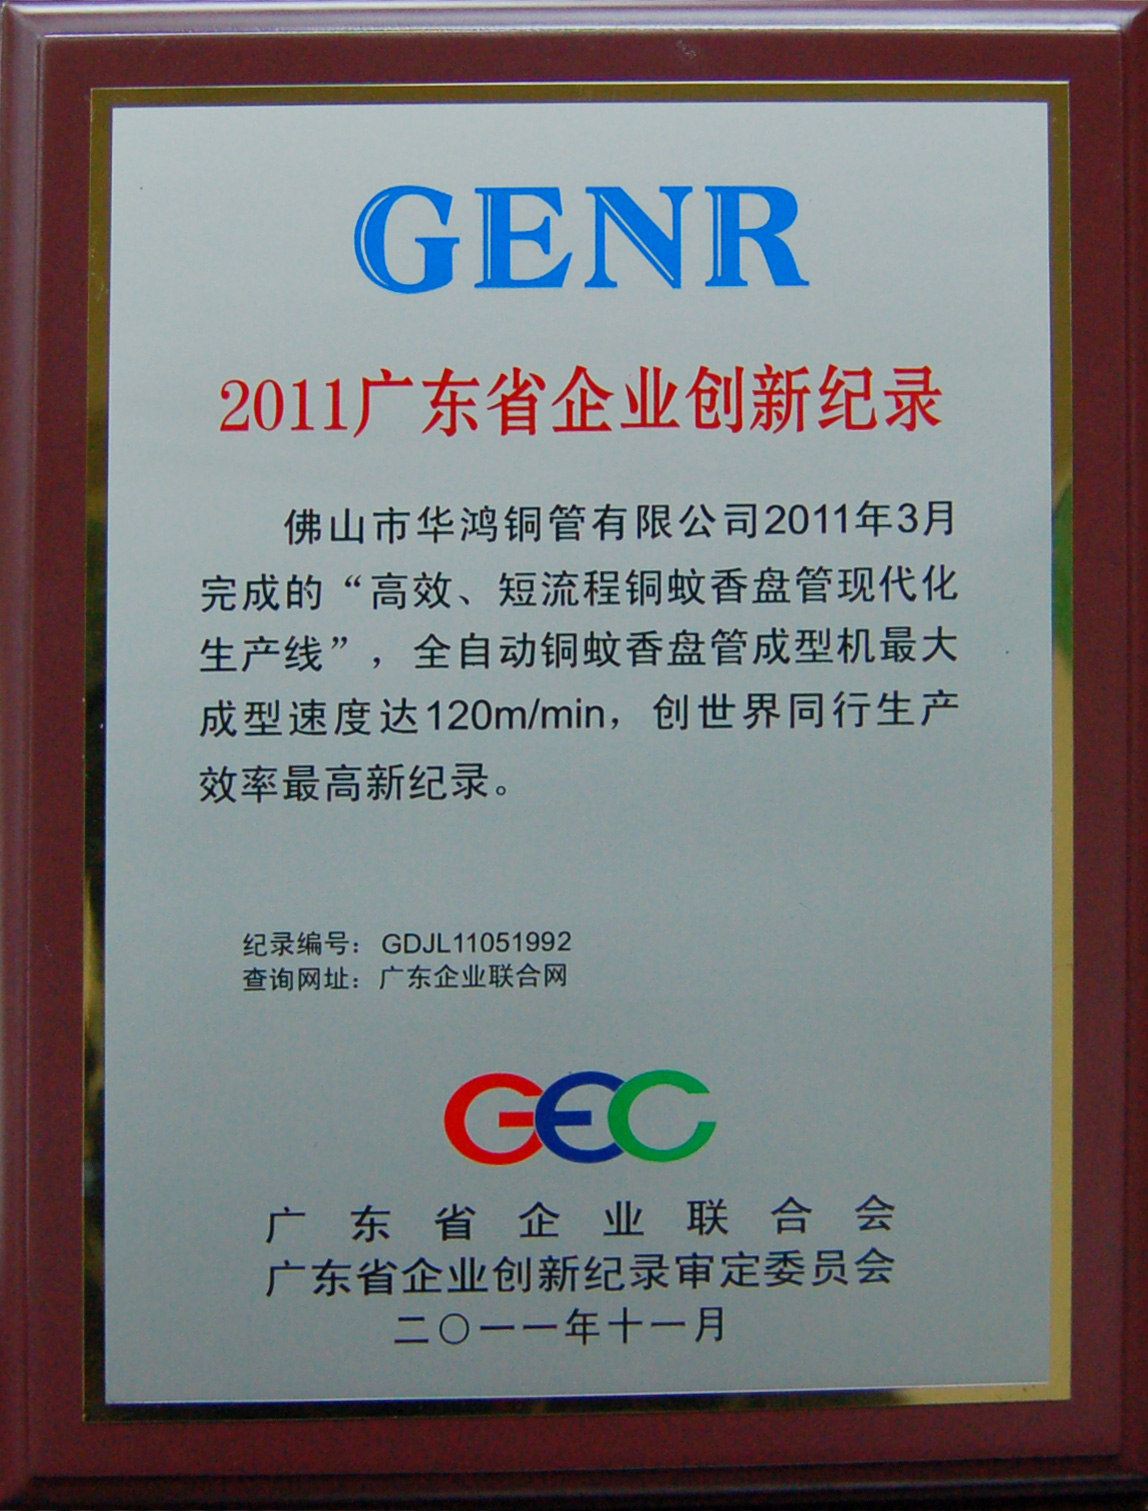 GENR
2011广东省企业创新纪录
佛山市华鸿铜管有限公司2011年3月
完成的“高效、短流程铜蚊香盘管现代化
生产线”，全自动铜蚊香盘管成型机最大
成型速度达120m/min，创世界同行生产
效率最高新纪录。
纪录编号：GDJL11051992
查询网址：广东企业联合网
GEC
广东省企业联合会
广东省企业创新纪录审定委员会
二〇一一年十一月